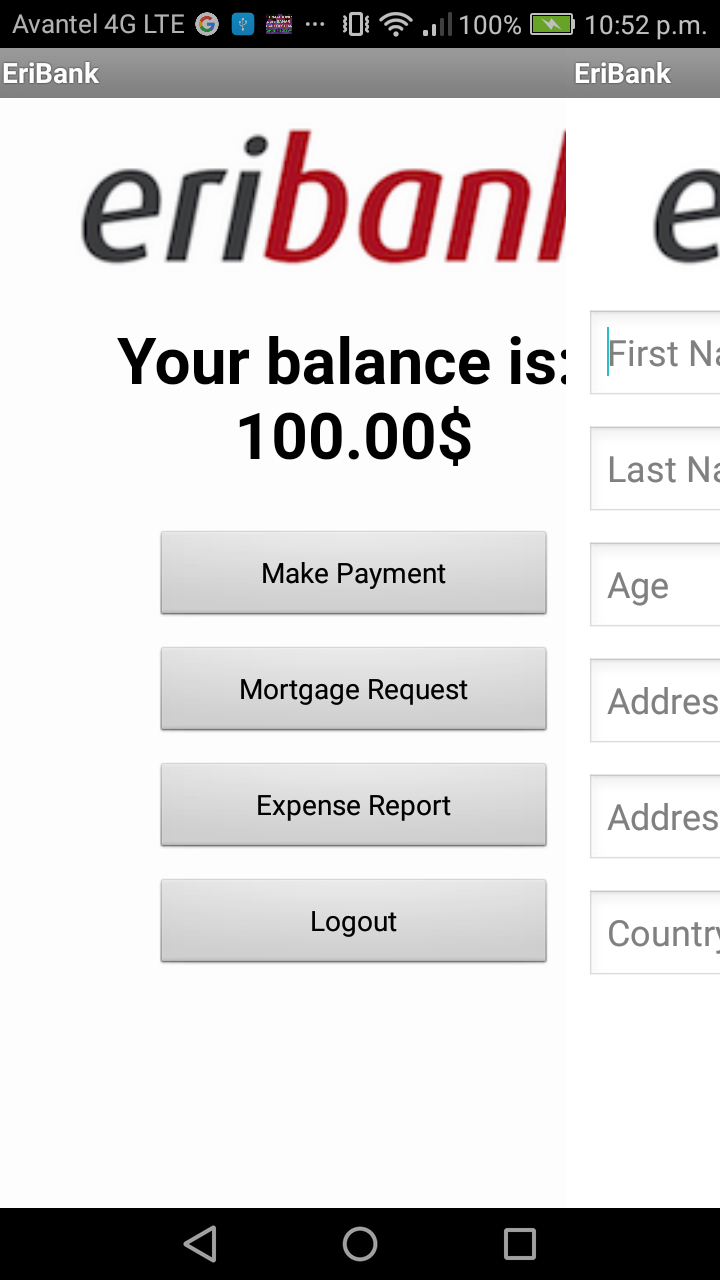 Avantel 4G LTE 100% 10:52 p.m.
EriBank
eribank
Your balance is:
100.00$
Make Payment
Mortgage Request
Expense Report
Logout
EriBank
e
First Na
Last Na
Age
Addres
Addres
Country